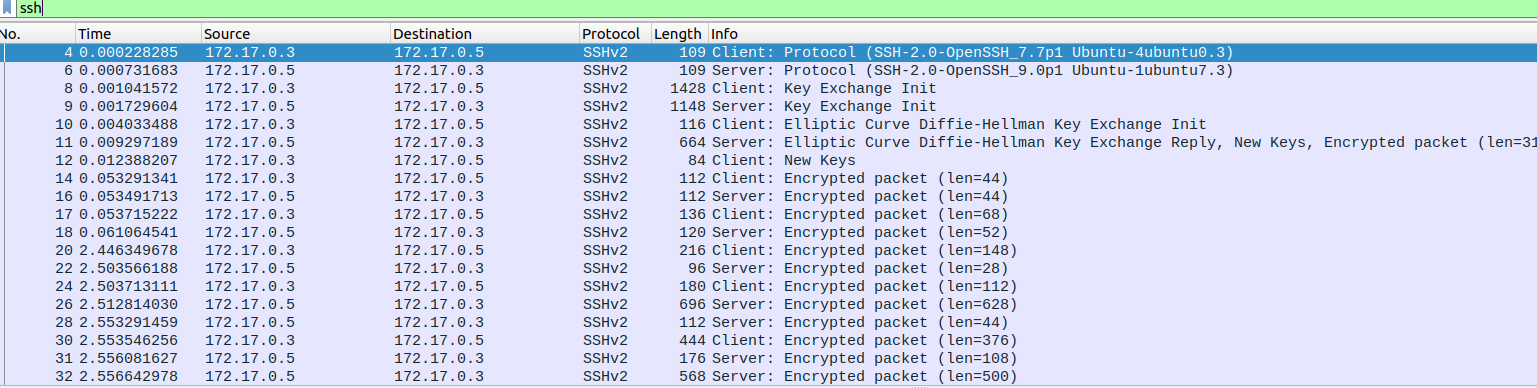 ssh
No. Time Source Destination Protocol Length Info
4 0.000228285 172.17.0.3 172.17.0.5 SSHv2 109 Client: Protocol (SSH-2.0-OpenSSH_7.7p1 Ubuntu-4ubuntu0.3)
6 0.000731683 172.17.0.5 172.17.0.3 SSHv2 109 Server: Protocol (SSH-2.0-OpenSSH_9.0p1 Ubuntu-1ubuntu7.3)
8 0.001041572 172.17.0.3 172.17.0.5 SSHv2 1428 Client: Key Exchange Init
9 0.001729604 172.17.0.5 172.17.0.3 SSHv2 1148 Server: Key Exchange Init
10 0.004033488 172.17.0.3 172.17.0.5 SSHv2 116 Client: Elliptic Curve Diffie-Hellman Key Exchange Init
11 0.009297189 172.17.0.5 172.17.0.3 SSHv2 664 Server: Elliptic Curve Diffie-Hellman Key Exchange Reply, New Keys, Encrypted packet (len=31
12 0.012388207 172.17.0.3 172.17.0.5 SSHv2 84 Client: New Keys
14 0.053291341 172.17.0.3 172.17.0.5 SSHv2 112 Client: Encrypted packet (len=44)
16 0.053491713 172.17.0.5 172.17.0.3 SSHv2 112 Server: Encrypted packet (len=44)
17 0.053715222 172.17.0.3 172.17.0.5 SSHv2 136 Client: Encrypted packet (len=68)
18 0.061064541 172.17.0.5 172.17.0.3 SSHv2 120 Server: Encrypted packet (len=52)
20 2.446349678 172.17.0.3 172.17.0.5 SSHv2 216 Client: Encrypted packet (len=148)
22 2.503566188 172.17.0.5 172.17.0.3 SSHv2 96 Server: Encrypted packet (len=28)
24 2.503713111 172.17.0.3 172.17.0.5 SSHv2 180 Client: Encrypted packet (len=112)
26 2.512814030 172.17.0.5 172.17.0.3 SSHv2 696 Server: Encrypted packet (len=628)
28 2.553291459 172.17.0.5 172.17.0.3 SSHv2 112 Server: Encrypted packet (len=44)
30 2.553546256 172.17.0.3 172.17.0.5 SSHv2 444 Client: Encrypted packet (len=376)
31 2.556081627 172.17.0.5 172.17.0.3 SSHv2 176 Server: Encrypted packet (len=108)
32 2.556642978 172.17.0.5 172.17.0.3 SSHv2 568 Server: Encrypted packet (len=500)